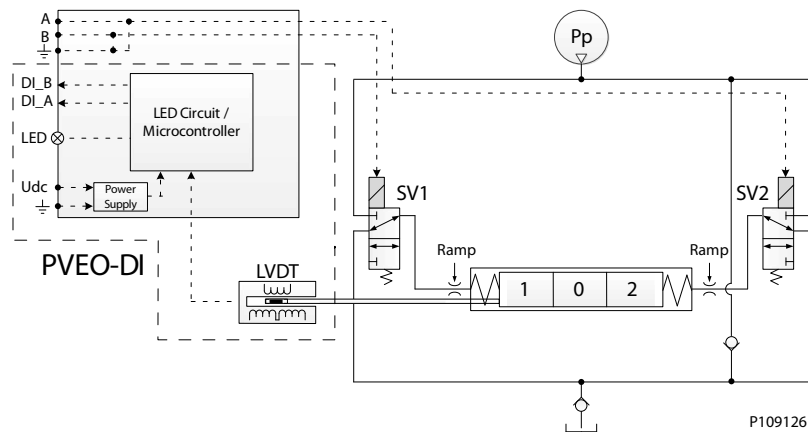 A
B
Pp
DI_B
DI_A
LED Circuit /
Microcontroller
LED
Udc
Power
Supply
SV1
SV2
PVEO-DI
LVDT
Ramp
Ramp
1 0 2
P109126